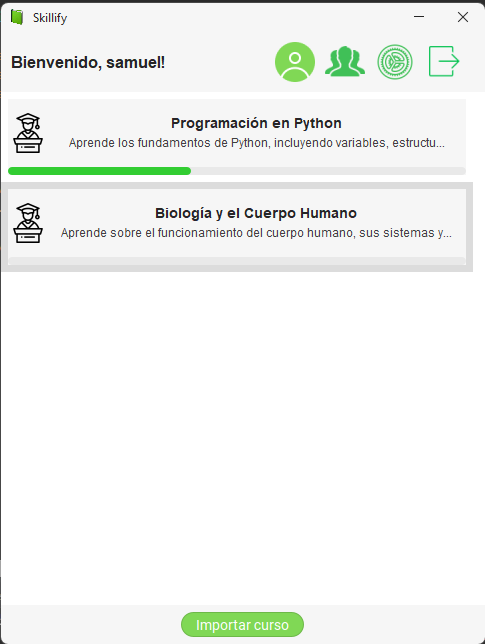 Skillify
Bienvenido, samuel!
Programación en Python
Aprende los fundamentos de Python, incluyendo variables, estructu...
Biología y el Cuerpo Humano
Aprende sobre el funcionamiento del cuerpo humano, sus sistemas y...
Importar curso